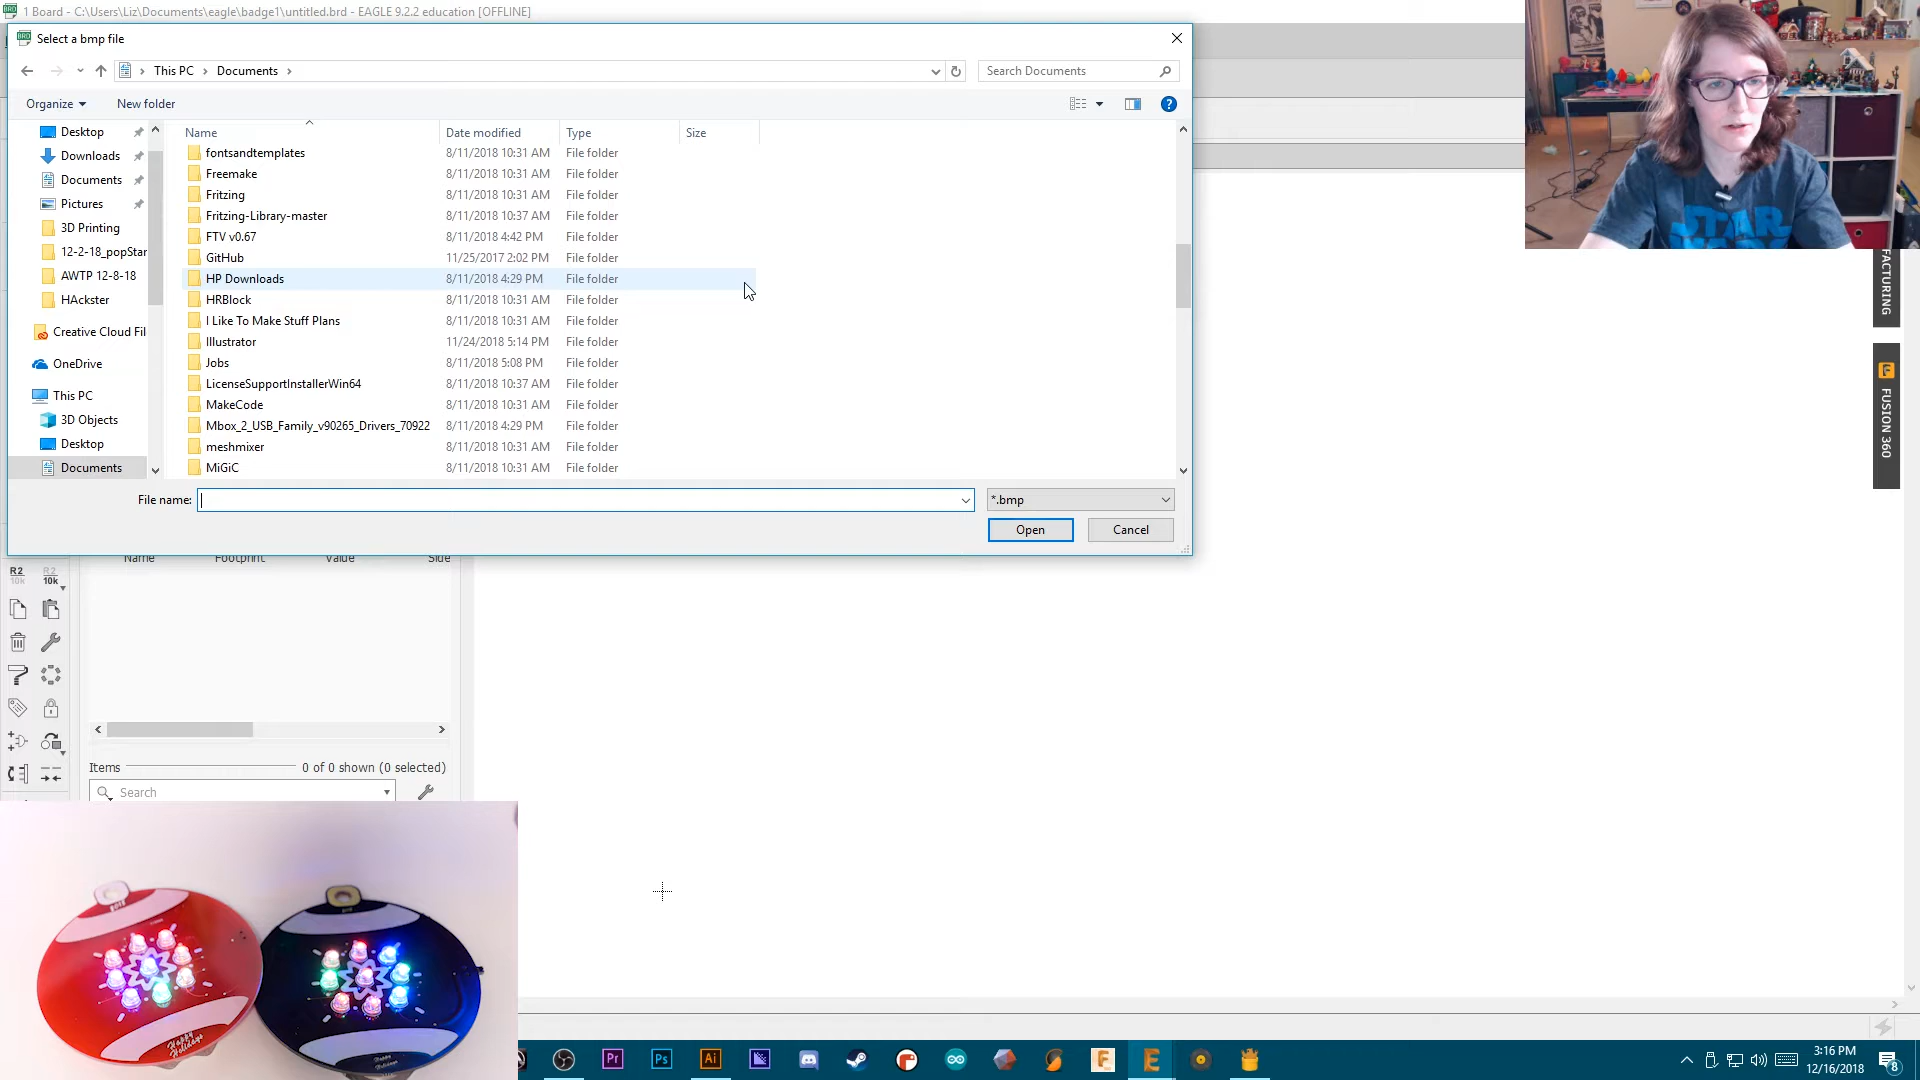 1 Board - C:\Users\Liz\Documents\eagle\badge1\untitled.brd - EAGLE 9.2.2 education [OFFLINE]
Select a bmp file
This PC > Documents >
Search Documents
Organize
New folder
Name Date modified Type Size
Desktop
Downloads
Documents
Pictures
3D Printing
12-2-18_popStar
AWTP 12-8-18
HAckster
Creative Cloud Fil
OneDrive
This PC
3D Objects
Desktop
Documents
fontsandtemplates 8/11/2018 10:31 AM File folder
Freemake 8/11/2018 10:31 AM File folder
Fritzing 8/11/2018 10:31 AM File folder
Fritzing-Library-master 8/11/2018 10:37 AM File folder
FTV v0.67 8/11/2018 4:42 PM File folder
GitHub 11/25/2017 2:02 PM File folder
HP Downloads 8/11/2018 4:29 PM File folder
HRBlock 8/11/2018 10:31 AM File folder
I Like To Make Stuff Plans 8/11/2018 10:31 AM File folder
Illustrator 11/24/2018 5:14 PM File folder
Jobs 8/11/2018 5:08 PM File folder
LicenseSupportInstallerWin64 8/11/2018 10:37 AM File folder
MakeCode 8/11/2018 10:31 AM File folder
Mbox_2_USB_Family_v90265_Drivers_70922 8/11/2018 4:29 PM File folder
meshmixer 8/11/2018 10:31 AM File folder
MiGiC 8/11/2018 10:31 AM File folder
File name:
*.bmp
Open
Cancel
STAR
FACTURING
FUSION 360
Name Footprint Value Side
R2 R2
10k 10k
Items 0 of 0 shown (0 selected)
Search
2018
Happy
Holidays
Happy
Holidays
Pr
Ps
Ai
F
E
3:16 PM
12/16/2018
8